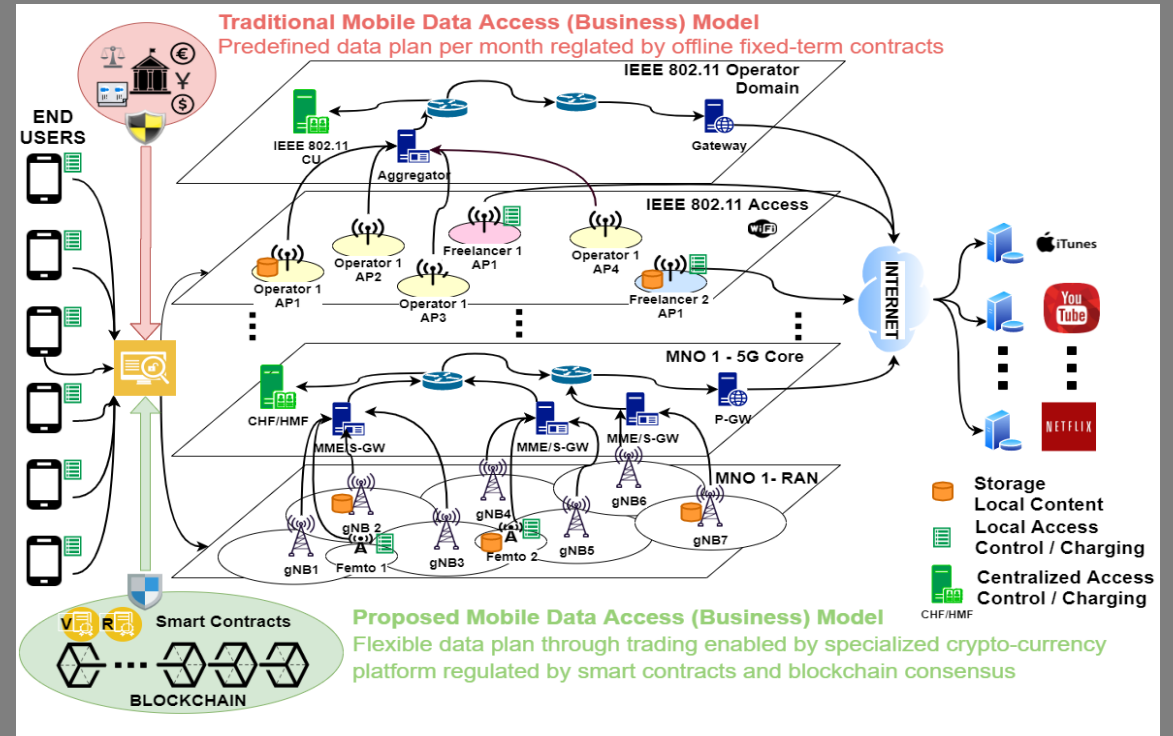 Traditional Mobile Data Access (Business) Model
Predefined data plan per month reglated by offline fixed-term contracts
€
¥
$
END
USERS
IEEE 802.11 Operator
Domain
IEEE 802.11
CU
Aggregator
Gateway
IEEE 802.11 Access
WiFi
Operator 1
AP1
Operator 1
AP2
Operator 1
AP3
Freelancer 1
AP1
Operator 1
AP4
Freelancer 2
AP1
INTERNET
iTunes
You
Tube
NETFLIX
MNO 1 - 5G Core
CHF/HMF
MME/S-GW
MME/S-GW
MME/S-GW
P-GW
MNO 1- RAN
gNB1
gNB 2
Femto 1
gNB3
gNB4
Femto 2
gNB5
gNB6
gNB7
Storage
Local Content
Local Access
Control / Charging
Centralized Access
Control / Charging
CHF/HMF
V
R
Smart Contracts
BLOCKCHAIN
Proposed Mobile Data Access (Business) Model
Flexible data plan through trading enabled by specialized crypto-currency
platform regulated by smart contracts and blockchain consensus